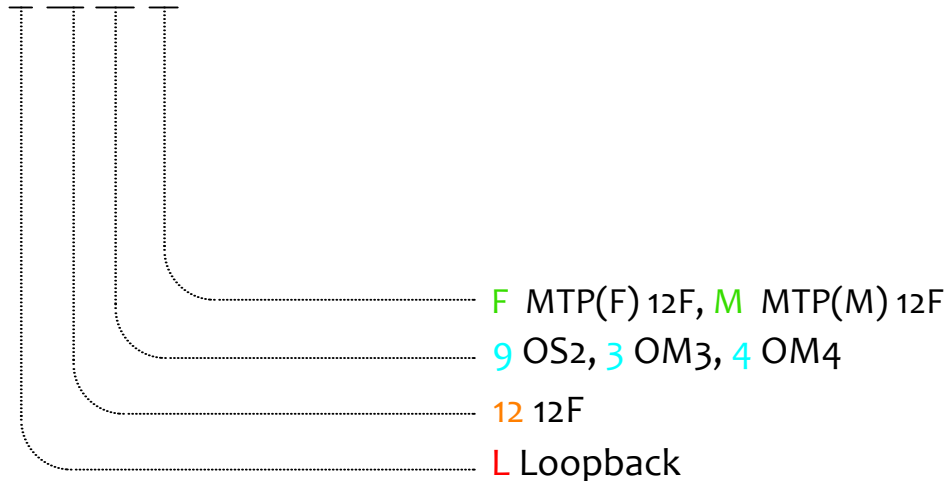 F MTP(F) 12F, M MTP(M) 12F
9 OS2, 3 OM3, 4 OM4
12 12F
L Loopback